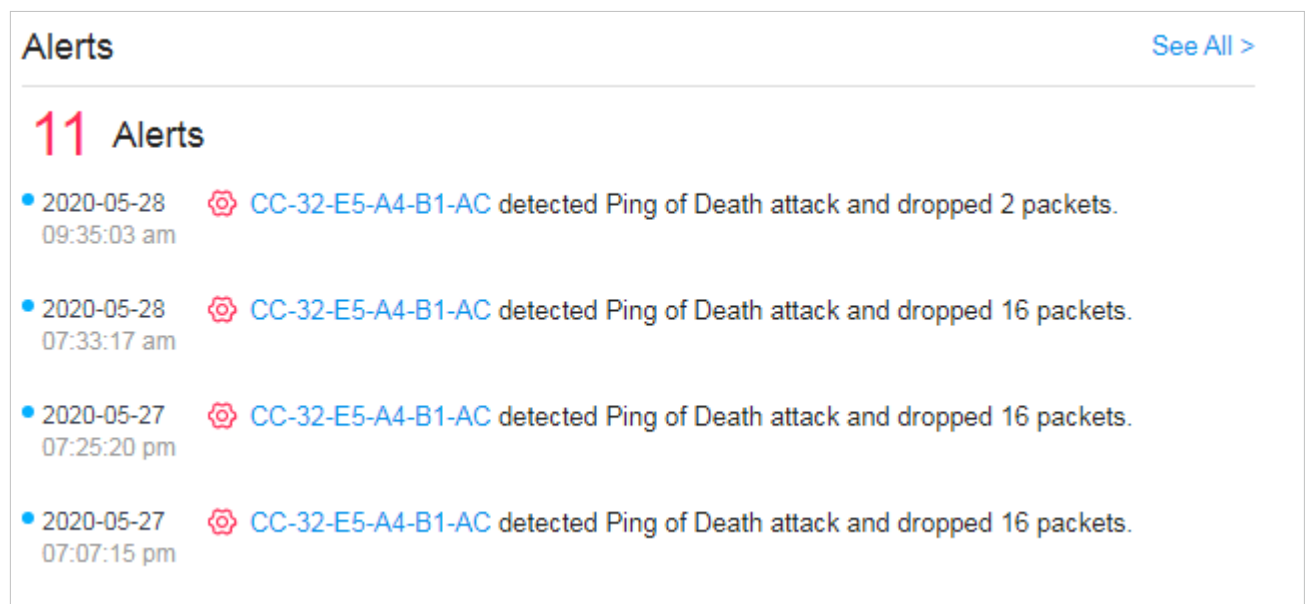 Alerts See All >
11 Alerts
2020-05-28 CC-32-E5-A4-B1-AC detected Ping of Death attack and dropped 2 packets.
09:35:03 am
2020-05-28 CC-32-E5-A4-B1-AC detected Ping of Death attack and dropped 16 packets.
07:33:17 am
2020-05-27 CC-32-E5-A4-B1-AC detected Ping of Death attack and dropped 16 packets.
07:25:20 pm
2020-05-27 CC-32-E5-A4-B1-AC detected Ping of Death attack and dropped 16 packets.
07:07:15 pm